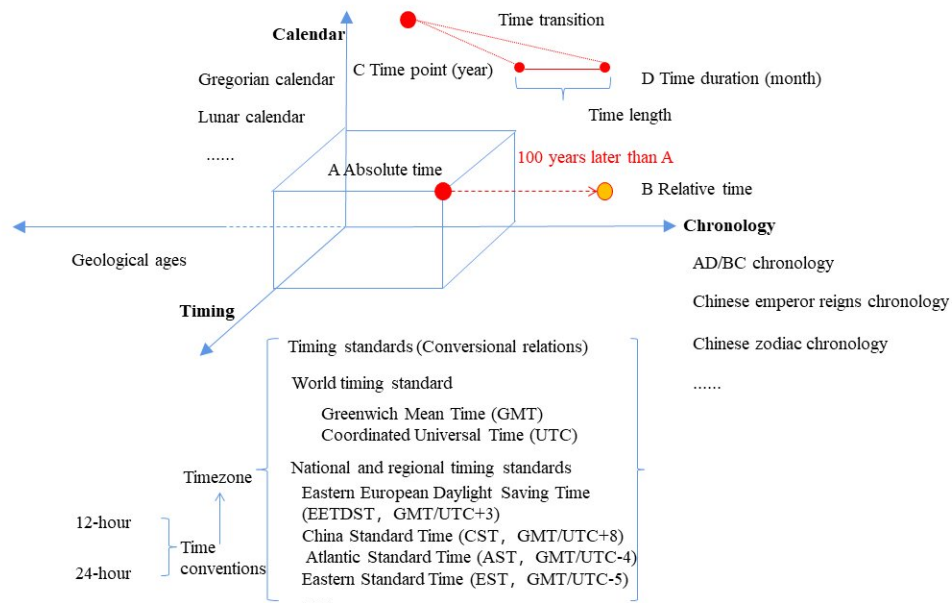 Calendar
Time transition
C Time point (year)
D Time duration (month)
Gregorian calendar
Time length
Lunar calendar
......
100 years later than A
A Absolute time
B Relative time
Chronology
Geological ages
AD/BC chronology
Timing
Chinese emperor reigns chronology
Timing standards (Conversional relations)
Chinese zodiac chronology
World timing standard
......
Greenwich Mean Time (GMT)
Coordinated Universal Time (UTC)
National and regional timing standards
Timezone
Eastern European Daylight Saving Time
(EETDST, GMT/UTC+3)
12-hour
China Standard Time (CST, GMT/UTC+8)
Time
conventions
Atlantic Standard Time (AST, GMT/UTC-4)
24-hour
Eastern Standard Time (EST, GMT/UTC-5)